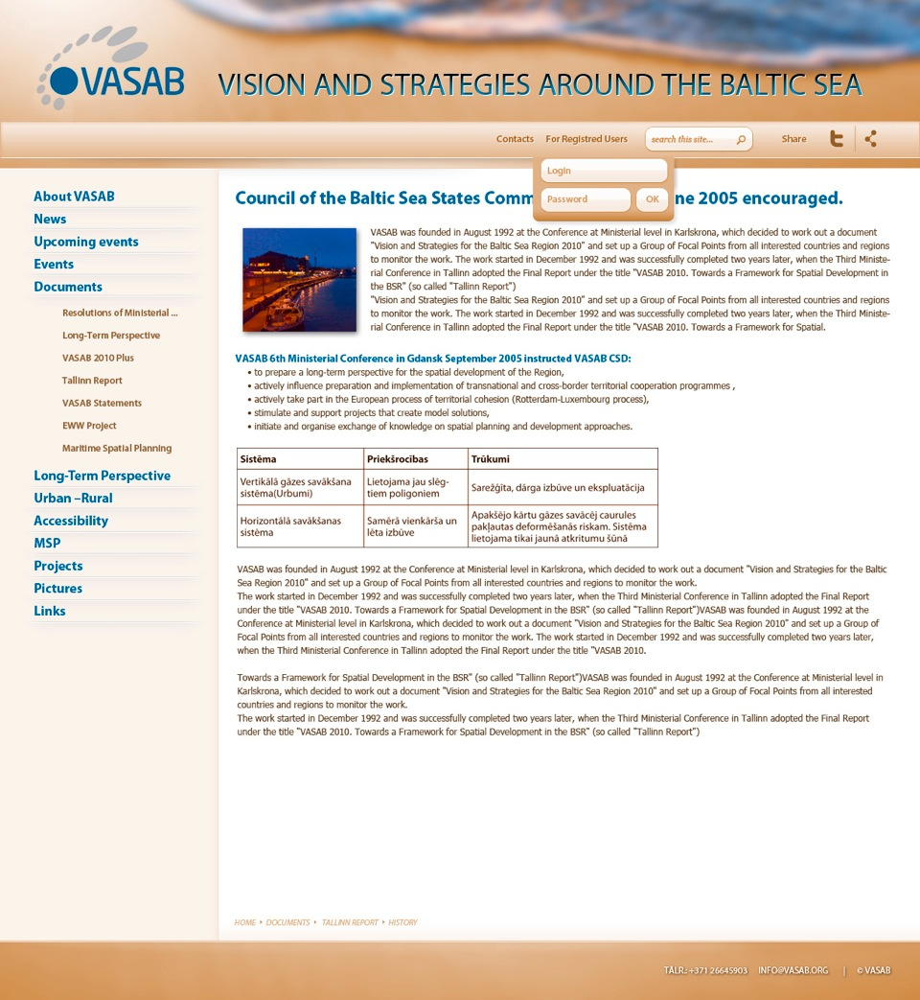 VASAB
VISION AND STRATEGIES AROUND THE BALTIC SEA
Contacts For Registred Users search this site... Share
Login
Password OK
About VASAB
News
Upcoming events
Events
Documents
Resolutions of Ministerial ...
Long-Term Perspective
VASAB 2010 Plus
Tallinn Report
VASAB Statements
EWW Project
Maritime Spatial Planning
Long-Term Perspective
Urban –Rural
Accessibility
MSP
Projects
Pictures
Links
Council of the Baltic Sea States Comm ne 2005 encouraged.
VASAB was founded in August 1992 at the Conference at Ministerial level in Karlskrona, which decided to work out a document
"Vision and Strategies for the Baltic Sea Region 2010" and set up a Group of Focal Points from all interested countries and regions
to monitor the work. The work started in December 1992 and was successfully completed two years later, when the Third Ministe-
rial Conference in Tallinn adopted the Final Report under the title "VASAB 2010. Towards a Framework for Spatial Development in
the BSR" (so called "Tallinn Report")
"Vision and Strategies for the Baltic Sea Region 2010" and set up a Group of Focal Points from all interested countries and regions
to monitor the work. The work started in December 1992 and was successfully completed two years later, when the Third Ministe-
rial Conference in Tallinn adopted the Final Report under the title "VASAB 2010. Towards a Framework for Spatial.
VASAB 6th Ministerial Conference in Gdansk September 2005 instructed VASAB CSD:
• to prepare a long-term perspective for the spatial development of the Region,
• actively influence preparation and implementation of transnational and cross-border territorial cooperation programmes ,
• actively take part in the European process of territorial cohesion (Rotterdam-Luxembourg process),
• stimulate and support projects that create model solutions,
• initiate and organise exchange of knowledge on spatial planning and development approaches.
Sistēma Priekšrocības Trūkumi
Vertikālā gāzes savākšana
sistēma(Urbumi)
Lietojama jau slēg-
tiem poligoniem
Sarežģīta, dārga izbūve un ekspluatācija
Horizontālā savākšanas
sistēma
Samērā vienkārša un
lēta izbūve
Apakšējo kārtu gāzes savācēj caurules
pakļautas deformēšanās riskam. Sistēma
lietojama tikai jaunā atkritumu šūnā
VASAB was founded in August 1992 at the Conference at Ministerial level in Karlskrona, which decided to work out a document "Vision and Strategies for the Baltic
Sea Region 2010" and set up a Group of Focal Points from all interested countries and regions to monitor the work.
The work started in December 1992 and was successfully completed two years later, when the Third Ministerial Conference in Tallinn adopted the Final Report
under the title "VASAB 2010. Towards a Framework for Spatial Development in the BSR" (so called "Tallinn Report")VASAB was founded in August 1992 at the
Conference at Ministerial level in Karlskrona, which decided to work out a document "Vision and Strategies for the Baltic Sea Region 2010" and set up a Group of
Focal Points from all interested countries and regions to monitor the work. The work started in December 1992 and was successfully completed two years later,
when the Third Ministerial Conference in Tallinn adopted the Final Report under the title "VASAB 2010.
Towards a Framework for Spatial Development in the BSR" (so called "Tallinn Report")VASAB was founded in August 1992 at the Conference at Ministerial level in
Karlskrona, which decided to work out a document "Vision and Strategies for the Baltic Sea Region 2010" and set up a Group of Focal Points from all interested
countries and regions to monitor the work.
The work started in December 1992 and was successfully completed two years later, when the Third Ministerial Conference in Tallinn adopted the Final Report
under the title "VASAB 2010. Towards a Framework for Spatial Development in the BSR" (so called "Tallinn Report")
HOME DOCUMENTS TALLINN REPORT HISTORY
TALR.: +371 26645903 INFO@VASAB.ORG | © VASAB